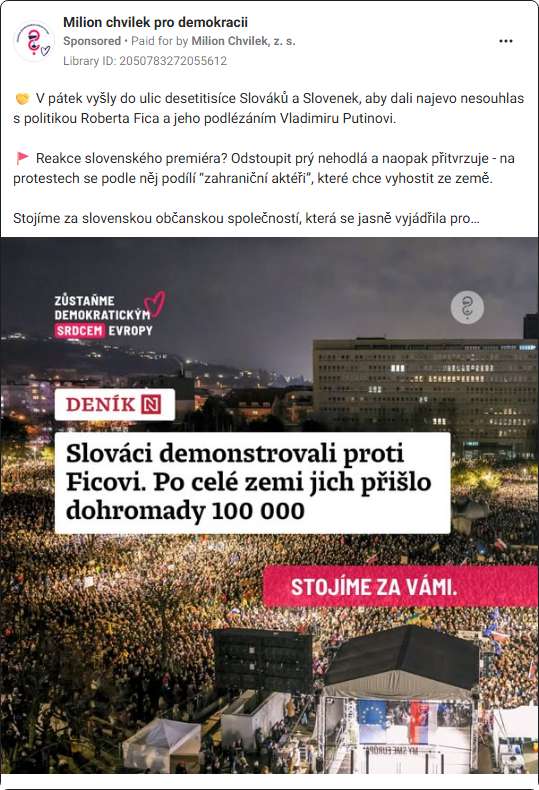 Milion chvilek pro demokracii
Sponsored • Paid for by Milion Chvilek, z. s.
Library ID: 2050783272055612
🤝 V pátek vyšly do ulic desetitisíce Slováků a Slovenek, aby dali najevo nesouhlas
s politikou Roberta Fica a jeho podlézáním Vladimiru Putinovi.
🚩 Reakce slovenského premiéra? Odstoupit prý nehodlá a naopak přitvrzuje - na
protestech se podle něj podílí “zahraniční aktéři”, které chce vyhostit ze země.
Stojíme za slovenskou občanskou společností, která se jasně vyjádřila pro…
ZŮSTAŇME
DEMOKRATICKÝM
SRDCEM EVROPY
DENÍK N
Slováci demonstrovali proti
Ficovi. Po celé zemi jich přišlo
dohromady 100 000
STOJÍME ZA VÁMI.
MY SME EURÓPA